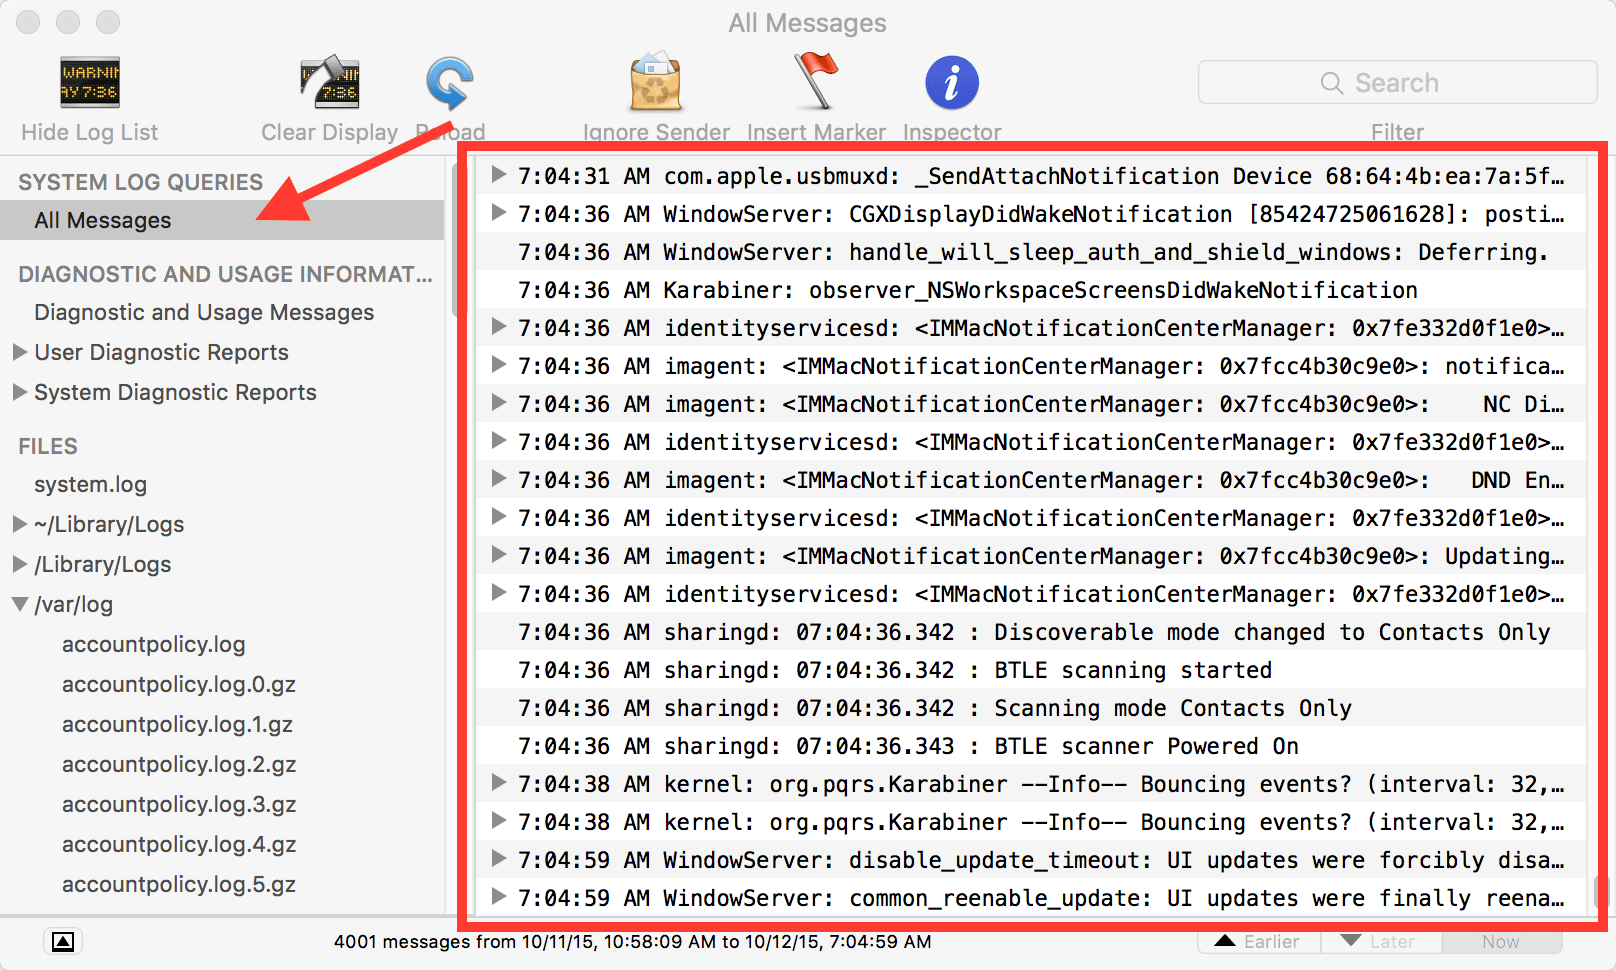 All Messages
WARNIN
AY 7:36
7:36
Hide Log List
Clear Display
Reload
Ignore Sender
Insert Marker
Inspector
Search
Filter
SYSTEM LOG QUERIES
All Messages
DIAGNOSTIC AND USAGE INFORMAT...
Diagnostic and Usage Messages
User Diagnostic Reports
System Diagnostic Reports
FILES
system.log
~/Library/Logs
/Library/Logs
/var/log
accountpolicy.log
accountpolicy.log.0.gz
accountpolicy.log.1.gz
accountpolicy.log.2.gz
accountpolicy.log.3.gz
accountpolicy.log.4.gz
accountpolicy.log.5.gz
7:04:31 AM com.apple.usbmuxd: _SendAttachNotification Device 68:64:4b:ea:7a:5f…
7:04:36 AM WindowServer: CGXDisplayDidWakeNotification [85424725061628]: posti…
7:04:36 AM WindowServer: handle_will_sleep_auth_and_shield_windows: Deferring.
7:04:36 AM Karabiner: observer_NSWorkspaceScreensDidWakeNotification
7:04:36 AM identityservicesd: <IMMacNotificationCenterManager: 0x7fe332d0f1e0>…
7:04:36 AM imagent: <IMMacNotificationCenterManager: 0x7fcc4b30c9e0>: notifica…
7:04:36 AM imagent: <IMMacNotificationCenterManager: 0x7fcc4b30c9e0>: NC Di…
7:04:36 AM identityservicesd: <IMMacNotificationCenterManager: 0x7fe332d0f1e0>…
7:04:36 AM imagent: <IMMacNotificationCenterManager: 0x7fcc4b30c9e0>: DND En…
7:04:36 AM identityservicesd: <IMMacNotificationCenterManager: 0x7fe332d0f1e0>…
7:04:36 AM imagent: <IMMacNotificationCenterManager: 0x7fcc4b30c9e0>: Updating…
7:04:36 AM identityservicesd: <IMMacNotificationCenterManager: 0x7fe332d0f1e0>…
7:04:36 AM sharingd: 07:04:36.342 : Discoverable mode changed to Contacts Only
7:04:36 AM sharingd: 07:04:36.342 : BTLE scanning started
7:04:36 AM sharingd: 07:04:36.342 : Scanning mode Contacts Only
7:04:36 AM sharingd: 07:04:36.343 : BTLE scanner Powered On
7:04:38 AM kernel: org.pqrs.Karabiner --Info-- Bouncing events? (interval: 32,…
7:04:38 AM kernel: org.pqrs.Karabiner --Info-- Bouncing events? (interval: 32,…
7:04:59 AM WindowServer: disable_update_timeout: UI updates were forcibly disa…
7:04:59 AM WindowServer: common_reenable_update: UI updates were finally reena…
4001 messages from 10/11/15, 10:58:09 AM to 10/12/15, 7:04:59 AM
Earlier
Later
Now